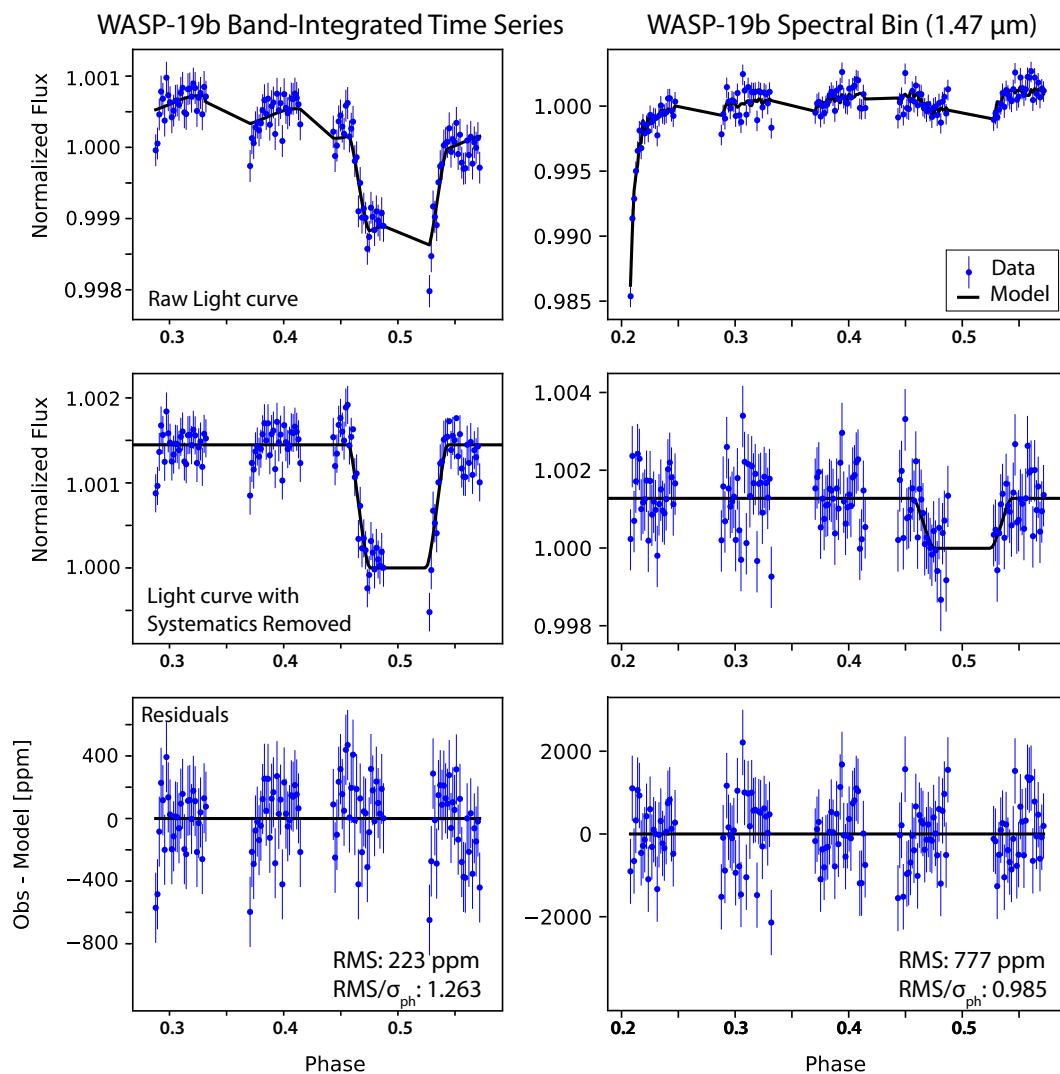 WASP-19b Band-Integrated Time Series
WASP-19b Spectral Bin (1.47 µm)
Normalized Flux
1.001
1.000
0.999
0.998
Raw Light curve
0.3
0.4
0.5
1.000
0.995
0.990
0.985
Data
Model
0.2
0.3
0.4
0.5
Normalized Flux
1.002
1.001
1.000
Light curve with
Systematics Removed
0.3
0.4
0.5
1.004
1.002
1.000
0.998
0.2
0.3
0.4
0.5
Obs - Model [ppm]
Residuals
400
0
−400
−800
RMS: 223 ppm
RMS/σph: 1.263
0.3
0.4
0.5
Phase
2000
0
−2000
RMS: 777 ppm
RMS/σph: 0.985
0.2
0.3
0.4
0.5
Phase